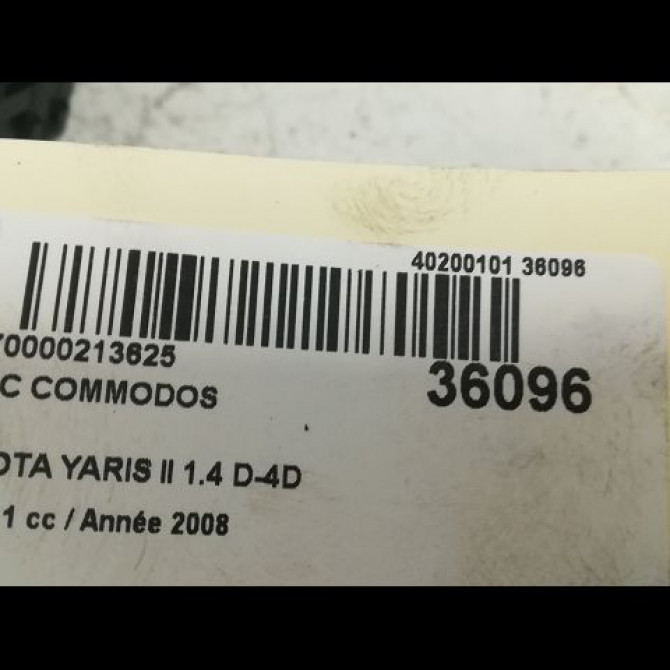 40200101 36096
70000213625
36096
C COMMODOS
OTA YARIS II 1.4 D-4D
1 cc / Année 2008